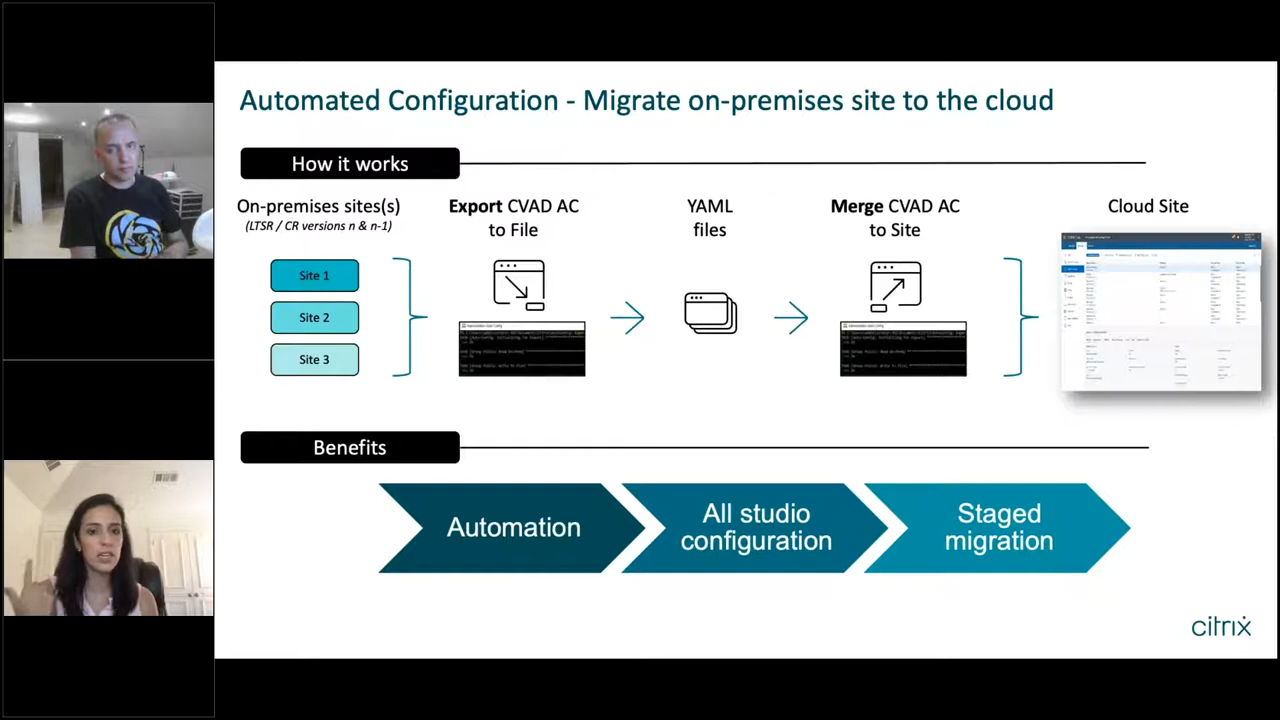 Automated Configuration - Migrate on-premises site to the cloud
How it works
On-premises sites(s)
(LTSR / CR versions n & n-1)
Site 1
Site 2
Site 3
Export CVAD AC
to File
YAML
files
Merge CVAD AC
to Site
Cloud Site
Benefits
Automation
All studio
configuration
Staged
migration
citrix